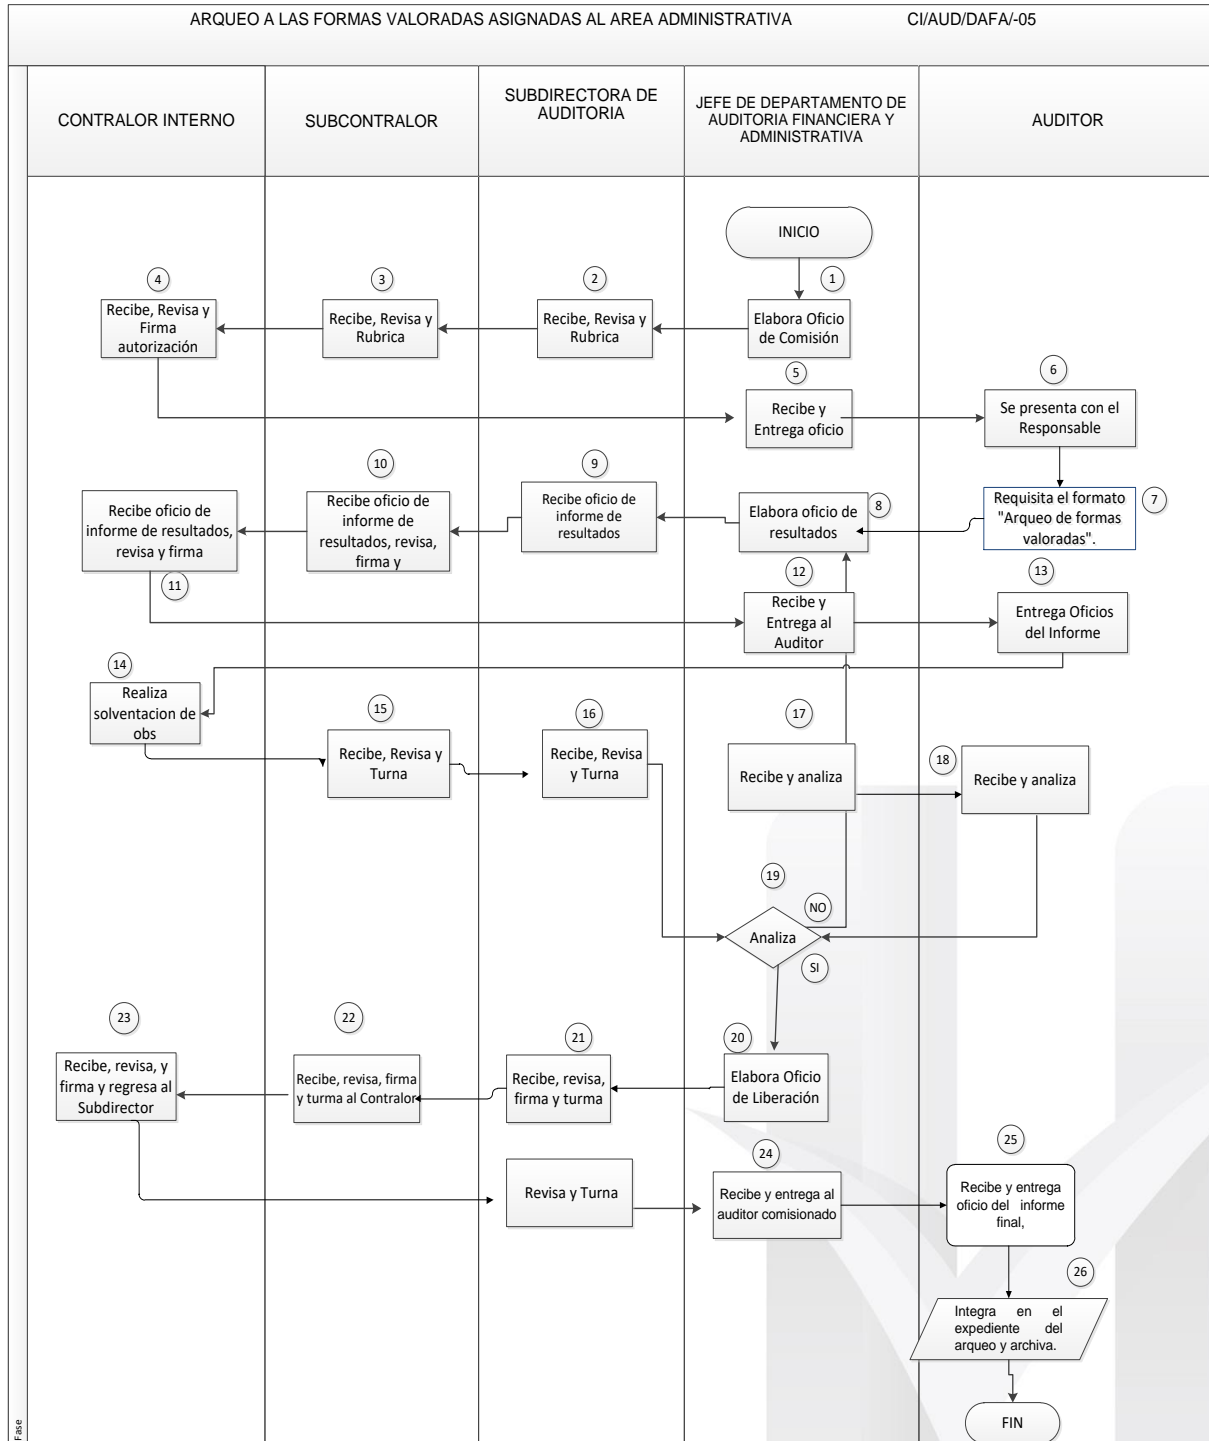 ARQUEO A LAS FORMAS VALORADAS ASIGNADAS AL AREA ADMINISTRATIVA CI/AUD/DAFA/-05
CONTRALOR INTERNO
SUBCONTRALOR
SUBDIRECTORA DE
AUDITORIA
JEFE DE DEPARTAMENTO DE
AUDITORIA FINANCIERA Y
ADMINISTRATIVA
AUDITOR
INICIO
4
3
2
1
Recibe, Revisa y
Firma
autorización
Recibe, Revisa y
Rubrica
Recibe, Revisa y
Rubrica
Elabora Oficio
de Comisión
5
6
Recibe y
Entrega oficio
Se presenta con el
Responsable
10
9
8
7
Recibe oficio de
informe de resultados,
revisa y firma
Recibe oficio de
informe de
resultados, revisa,
firma y
Recibe oficio de
informe de
resultados
Elabora oficio de
resultados
Requisita el formato
"Arqueo de formas
valoradas".
11
12
13
Recibe y
Entrega al
Auditor
Entrega Oficios
del Informe
14
Realiza
solventacion de
obs
15
16
17
18
Recibe, Revisa y
Turna
Recibe, Revisa
y Turna
Recibe y analiza
Recibe y analiza
19
NO
Analiza
SI
23
22
21
20
Recibe, revisa, y
firma y regresa al
Subdirector
Recibe, revisa, firma
y turma al Contralor
Recibe, revisa,
firma y turma
Elabora Oficio
de Liberación
24
25
Revisa y Turna
Recibe y entrega al
auditor comisionado
Recibe y entrega
oficio del informe
final,
26
Integra en el
expediente del
arqueo y archiva.
FIN
Fase